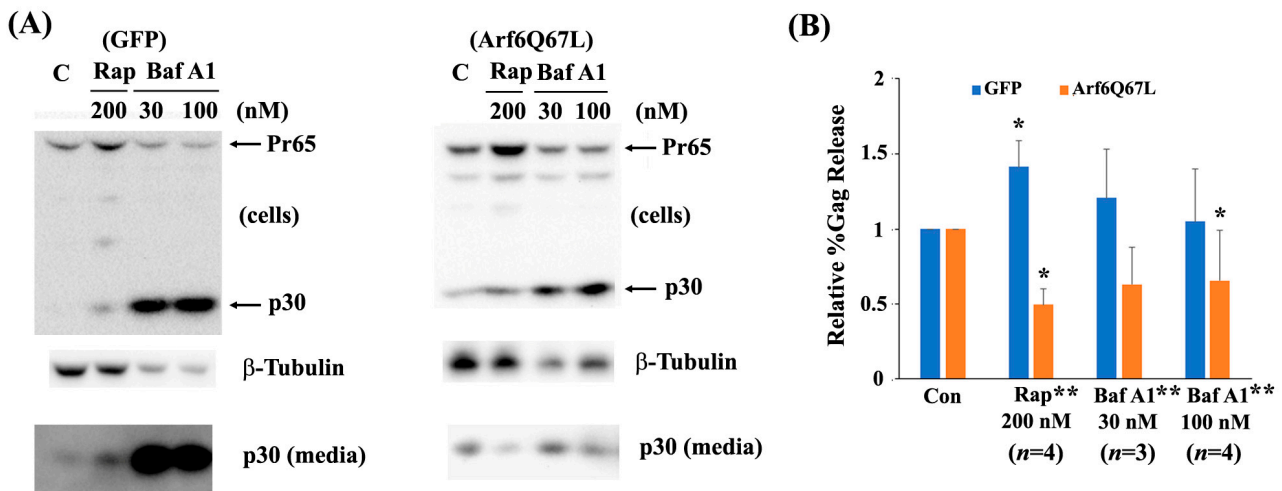 (A)
(GFP)
C Rap Baf A1
200 30 100 (nM)
Pr65
(cells)
p30
β-Tubulin
p30 (media)
(Arf6Q67L)
C Rap Baf A1
200 30 100 (nM)
Pr65
(cells)
p30
β-Tubulin
p30 (media)
(B)
GFP Arf6Q67L
Relative %Gag Release
2
1.5
1
0.5
0
*
*
*
Con Rap** Baf A1** Baf A1**
200 nM 30 nM 100 nM
(n=4) (n=3) (n=4)